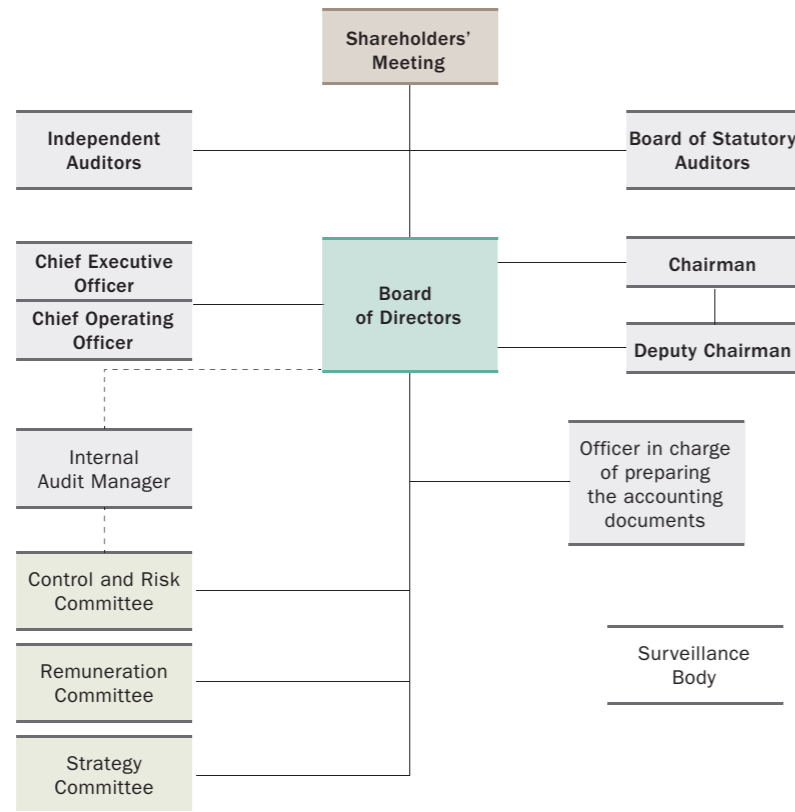 Shareholders'
Meeting
Independent
Auditors
Board of Statutory
Auditors
Chief Executive
Officer
Chief Operating
Officer
Board
of Directors
Chairman
Deputy Chairman
Internal
Audit Manager
Officer in charge
of preparing
the accounting
documents
Control and Risk
Committee
Remuneration
Committee
Strategy
Committee
Surveillance
Body